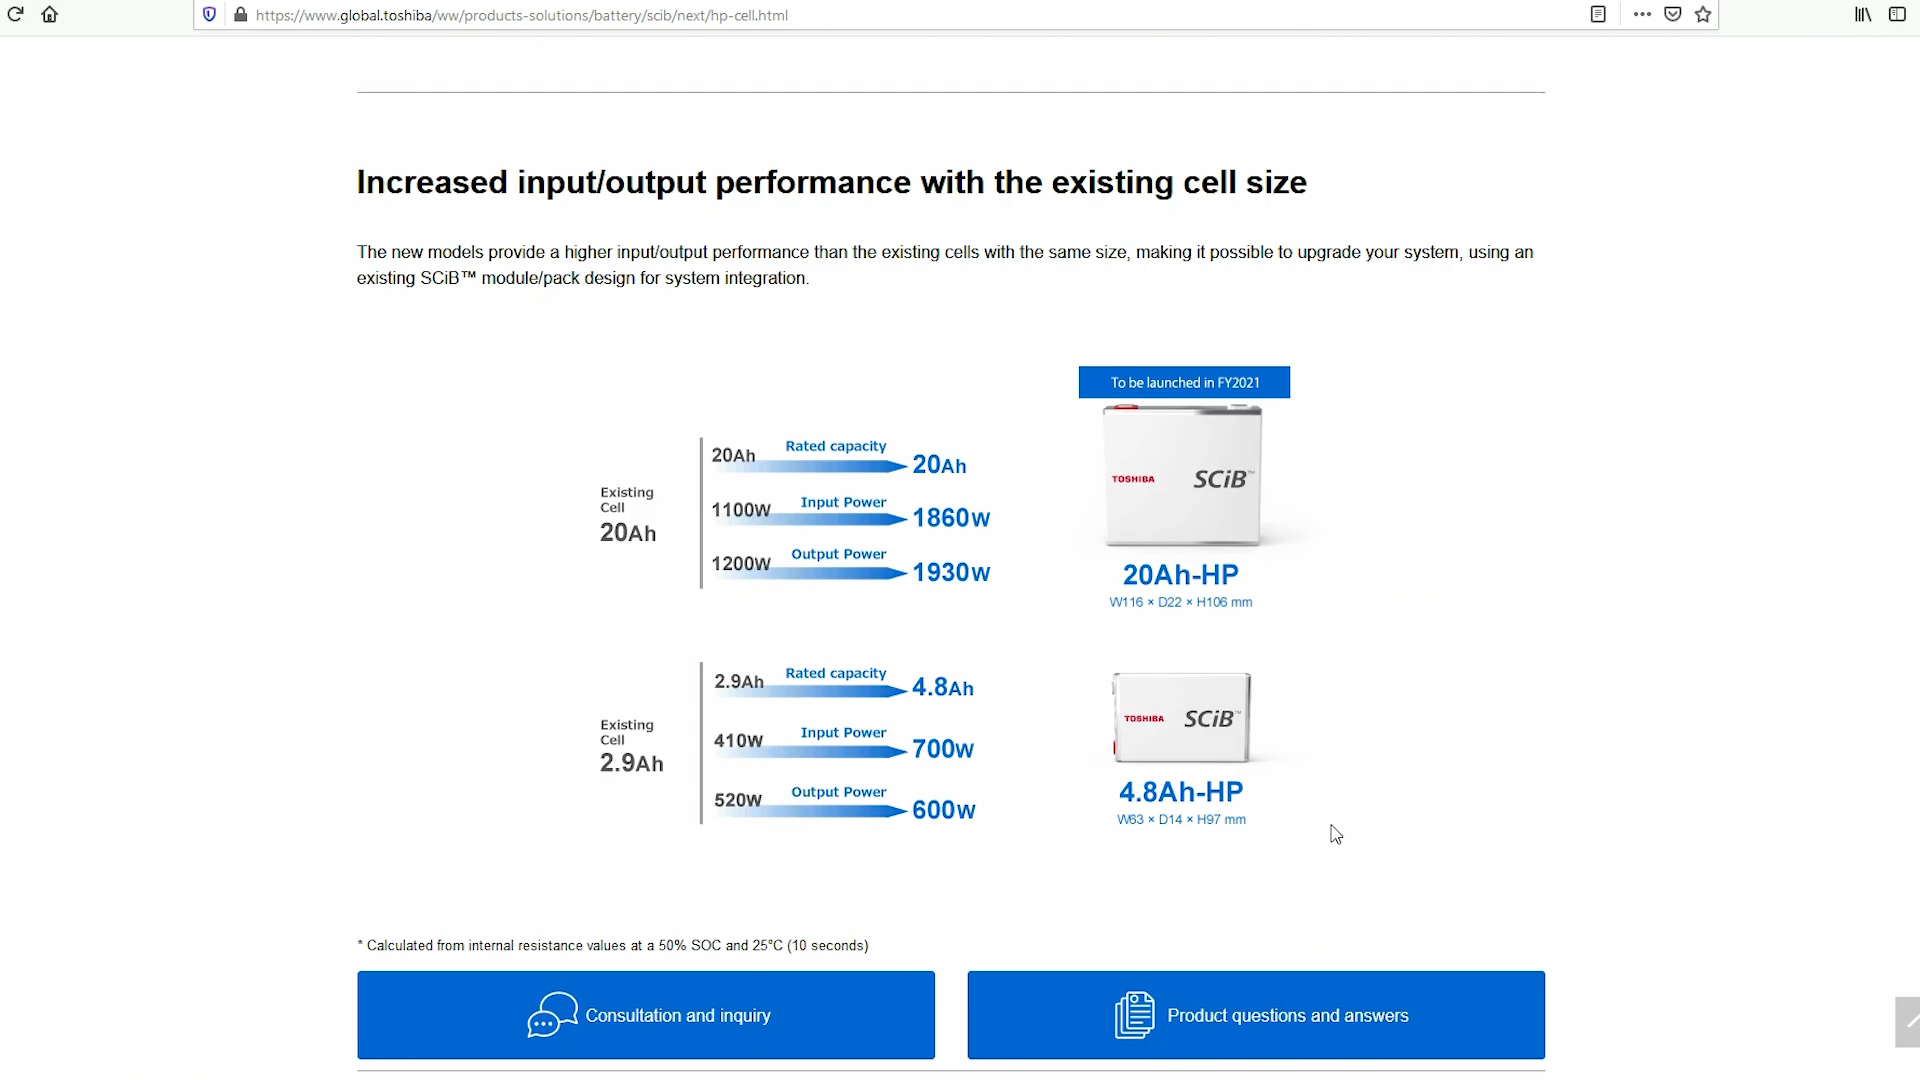 https://www.global.toshiba/ww/products-solutions/battery/scib/next/hp-cell.html
Increased input/output performance with the existing cell size
The new models provide a higher input/output performance than the existing cells with the same size, making it possible to upgrade your system, using an
existing SCiB™ module/pack design for system integration.
To be launched in FY2021
Existing
Cell
20Ah
20Ah Rated capacity 20Ah
1100W Input Power 1860W
1200W Output Power 1930W
TOSHIBA SCiB™
20Ah-HP
W116 × D22 × H106 mm
Existing
Cell
2.9Ah
2.9Ah Rated capacity 4.8Ah
410W Input Power 700W
520W Output Power 600W
TOSHIBA SCiB™
4.8Ah-HP
W63 × D14 × H97 mm
* Calculated from internal resistance values at a 50% SOC and 25°C (10 seconds)
Consultation and inquiry
Product questions and answers